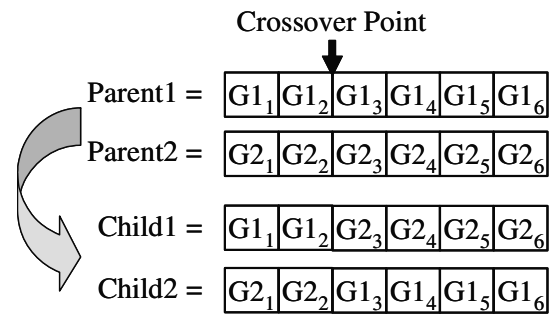 Crossover Point
Parent1 = G1₁ G1₂ G1₃ G1₄ G1₅ G1₆
Parent2 = G2₁ G2₂ G2₃ G2₄ G2₅ G2₆
Child1 = G1₁ G1₂ G2₃ G2₄ G2₅ G2₆
Child2 = G2₁ G2₂ G1₃ G1₄ G1₅ G1₆